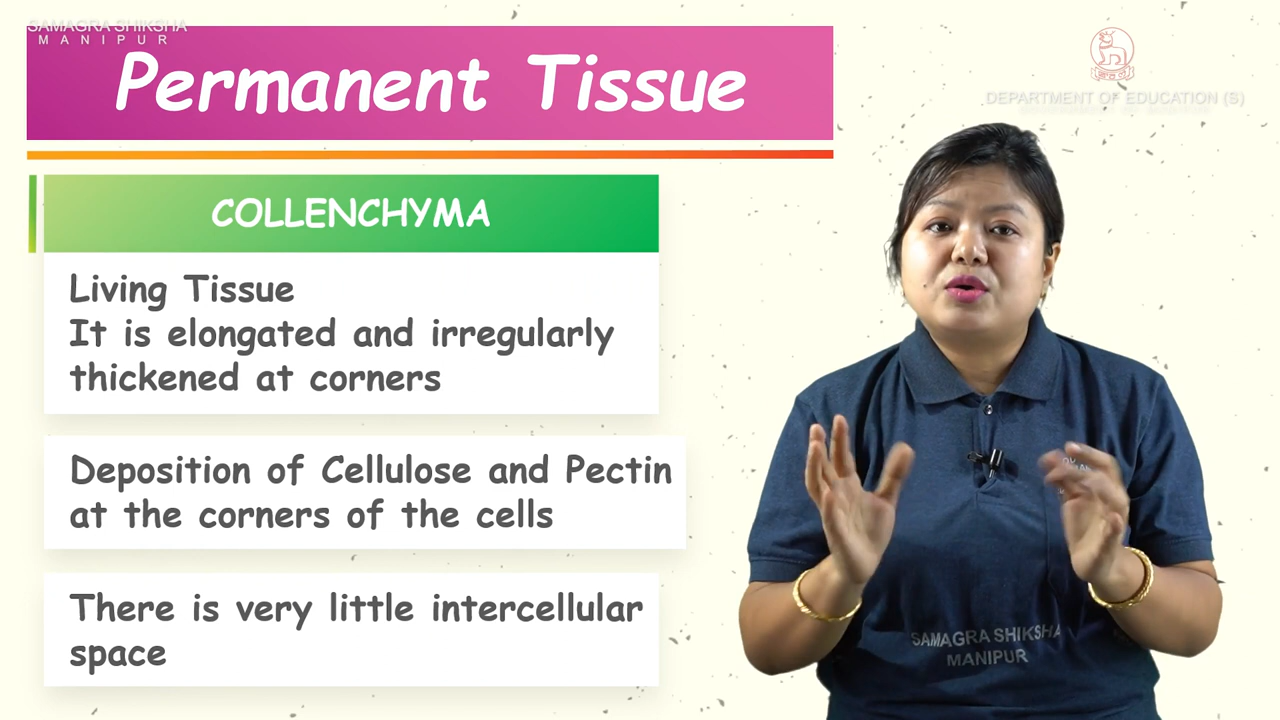 SAMAGRA SHIKSHA
MANIPUR
Permanent Tissue
DEPARTMENT OF EDUCATION (S)
COLLENCHYMA
Living Tissue
It is elongated and irregularly
thickened at corners
Deposition of Cellulose and Pectin
at the corners of the cells
There is very little intercellular
space
SAMAGRA SHIKSHA
MANIPUR